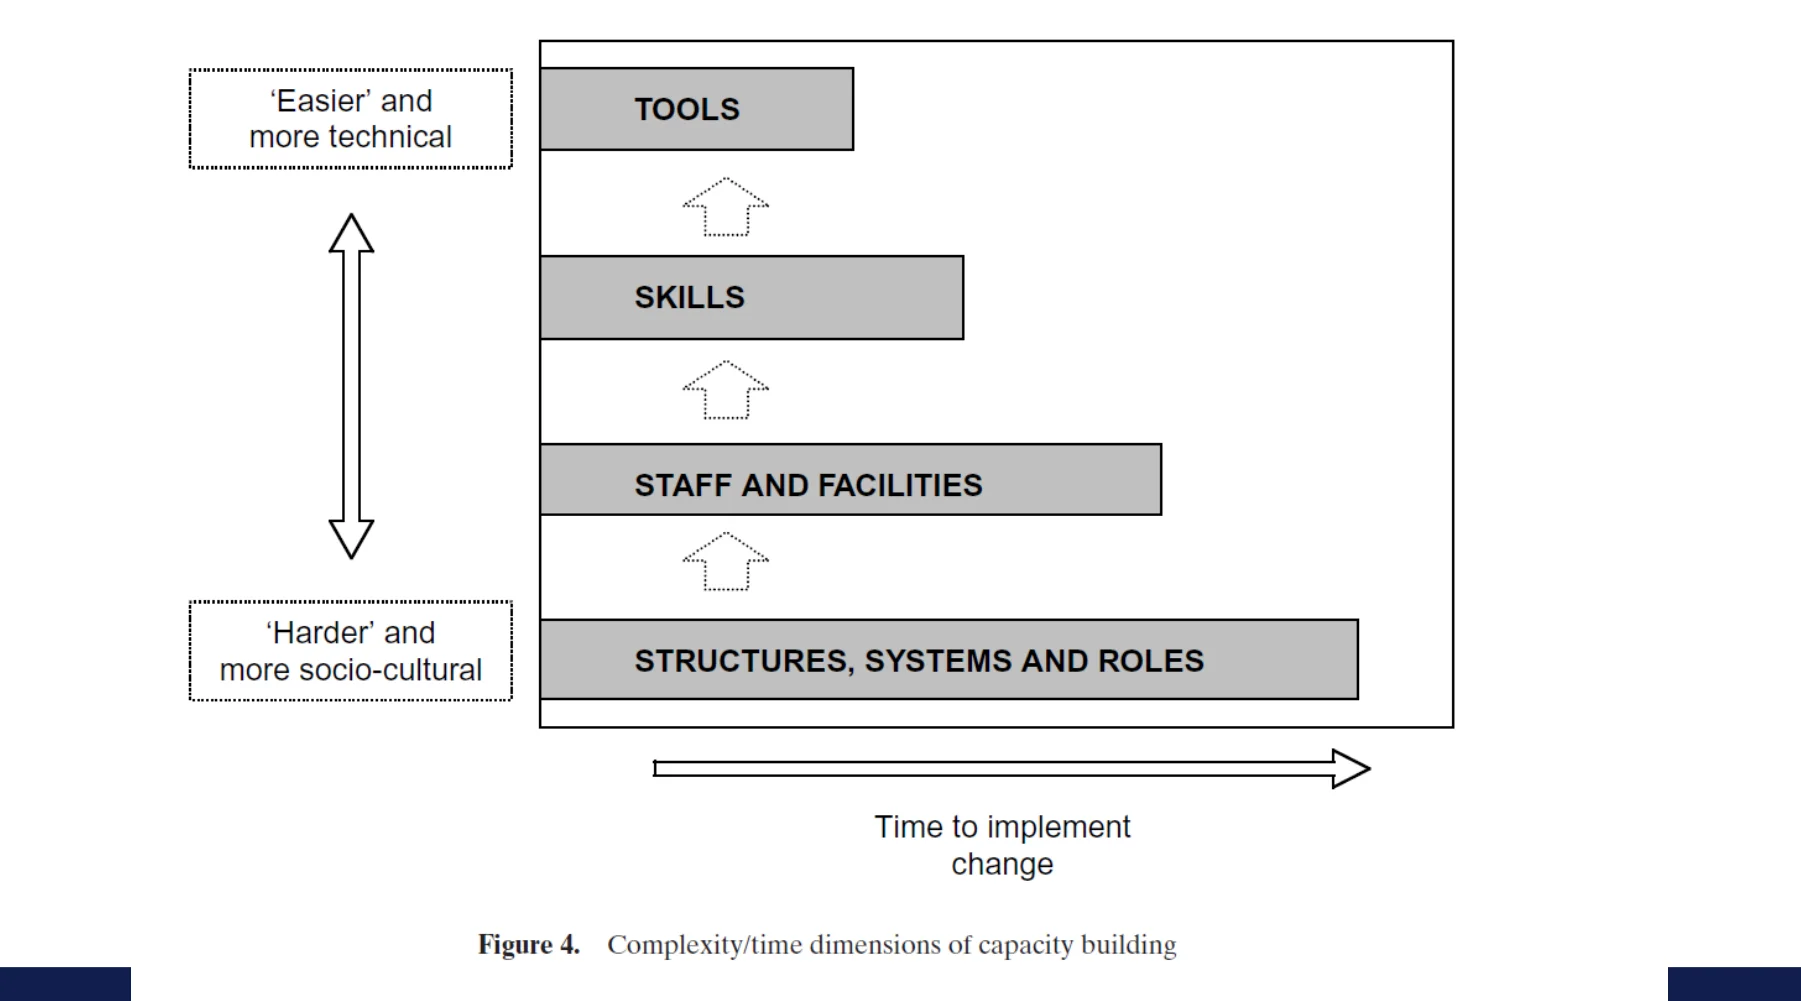 ‘Easier’ and
more technical
TOOLS
SKILLS
STAFF AND FACILITIES
‘Harder’ and
more socio-cultural
STRUCTURES, SYSTEMS AND ROLES
Time to implement
change
Figure 4. Complexity/time dimensions of capacity building